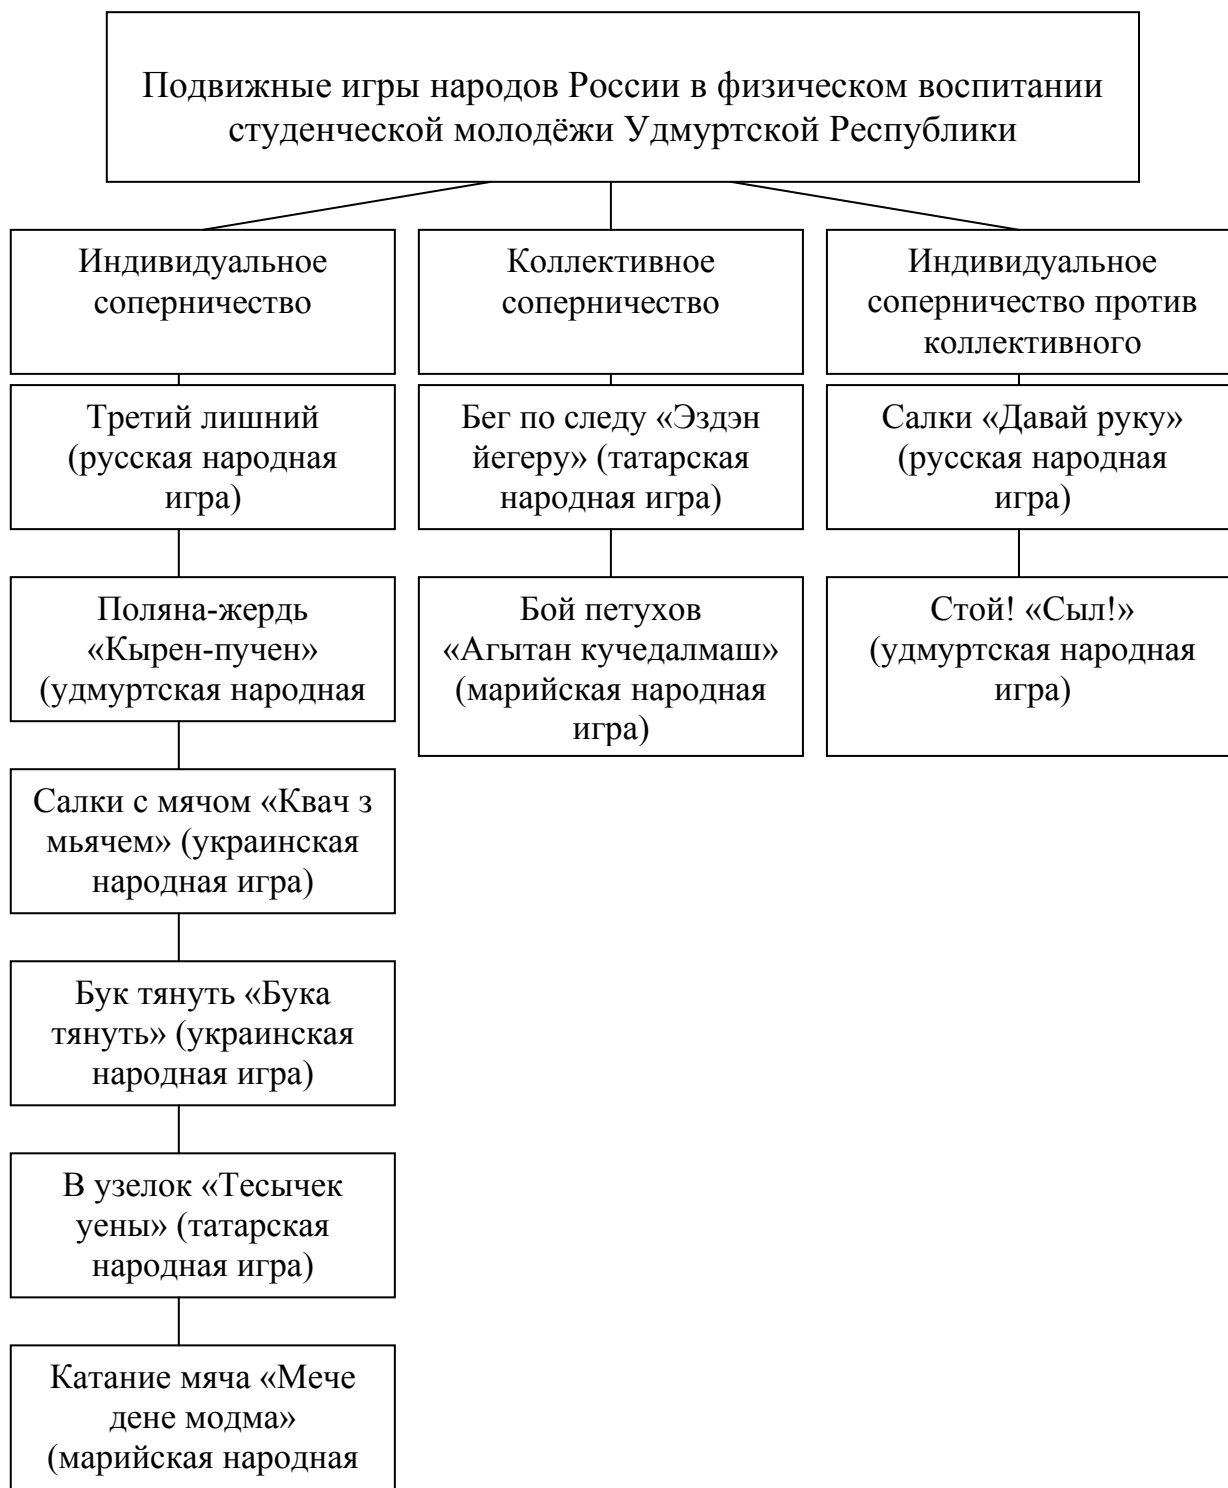 Подвижные игры народов России в физическом воспитании
студенческой молодёжи Удмуртской Республики
Индивидуальное
соперничество
Коллективное
соперничество
Индивидуальное
соперничество против
коллективного
Третий лишний
(русская народная
игра)
Бег по следу «Эздэн
йегеру» (татарская
народная игра)
Салки «Давай руку»
(русская народная
игра)
Поляна-жердь
«Кырен-пучен»
(удмуртская народная
Бой петухов
«Агытан кучедалмаш»
(марийская народная
игра)
Стой! «Сыл!»
(удмуртская народная
игра)
Салки с мячом «Квач з
мьячем» (украинская
народная игра)
Бук тянуть «Бука
тянуть» (украинская
народная игра)
В узелок «Тесычек
уены» (татарская
народная игра)
Катание мяча «Мече
дене модма»
(марийская народная